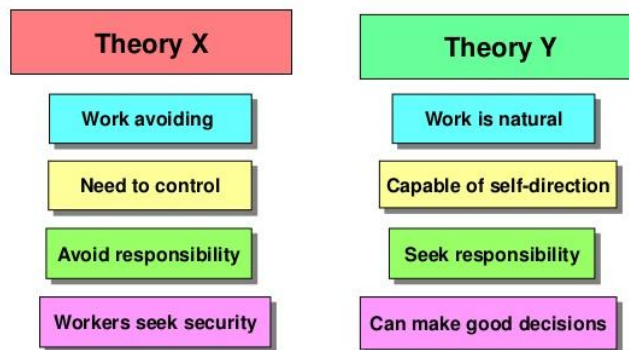 Theory X
Work avoiding
Need to control
Avoid responsibility
Workers seek security
Theory Y
Work is natural
Capable of self-direction
Seek responsibility
Can make good decisions